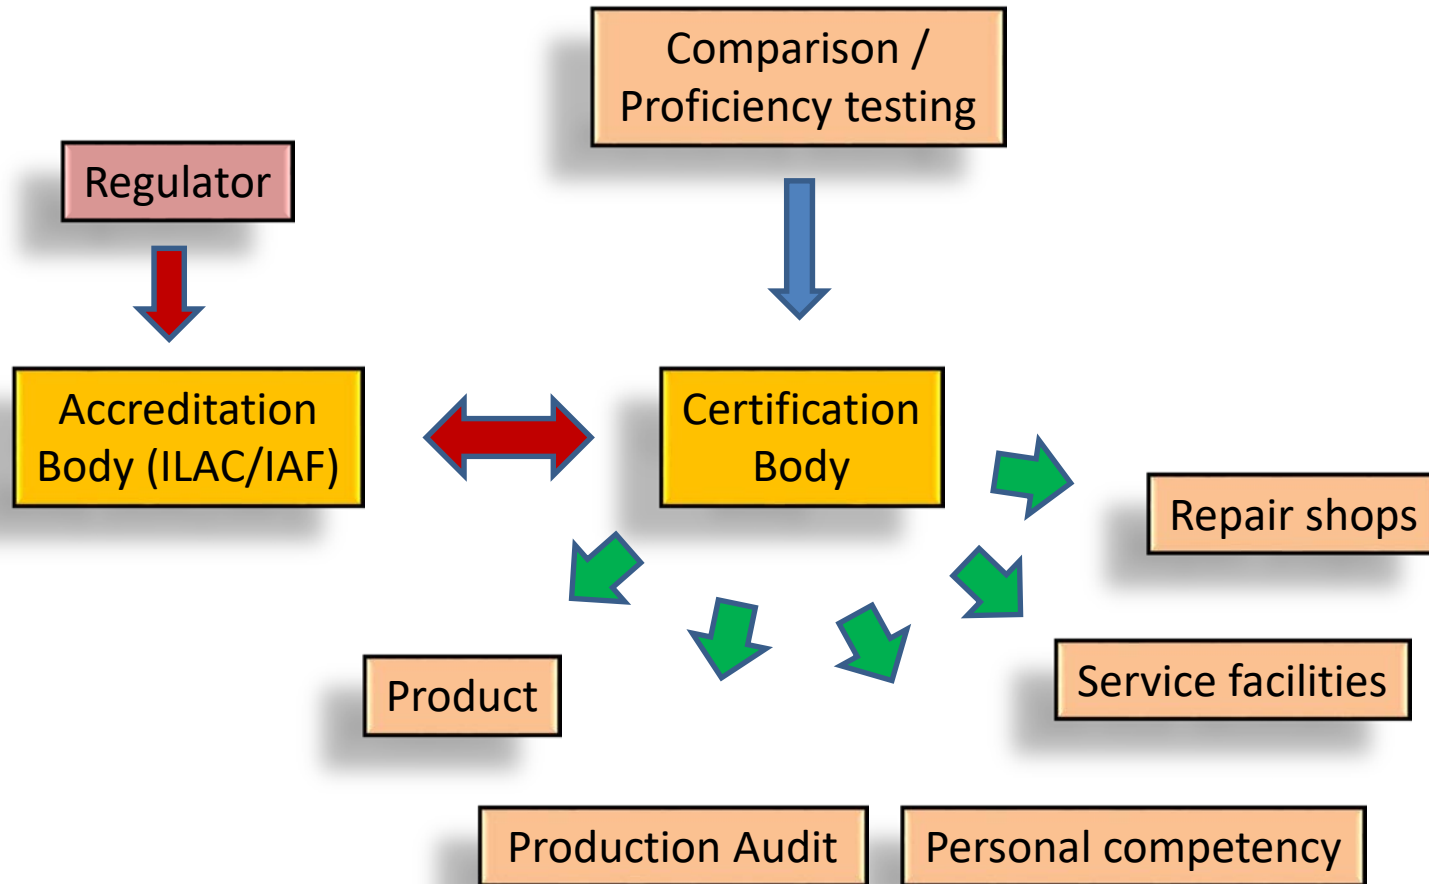 Comparison /
Proficiency testing
Regulator
Accreditation
Body (ILAC/IAF)
Certification
Body
Repair shops
Service facilities
Product
Production Audit
Personal competency